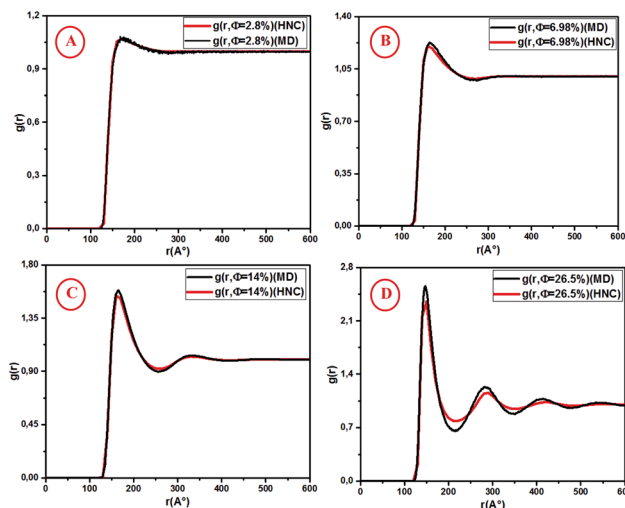 A
g(r,Φ=2.8%)(HNC)
g(r,Φ=2.8%)(MD)
1,2
0,9
0,6
0,3
0,0
g(r)
0 100 200 300 400 500 600
r(A°)
B
g(r,Φ=6.98%)(MD)
g(r,Φ=6.98%)(HNC)
1,40
1,05
0,70
0,35
0,00
g(r)
0 100 200 300 400 500 600
r(A°)
C
g(r,Φ=14%)(MD)
g(r,Φ=14%)(HNC)
1,80
1,35
0,90
0,45
0,00
g(r)
0 100 200 300 400 500 600
r(A°)
D
g(r,Φ=26.5%)(MD)
g(r,Φ=26.5%)(HNC)
2,8
2,1
1,4
0,7
0,0
g(r)
0 100 200 300 400 500 600
r(A°)